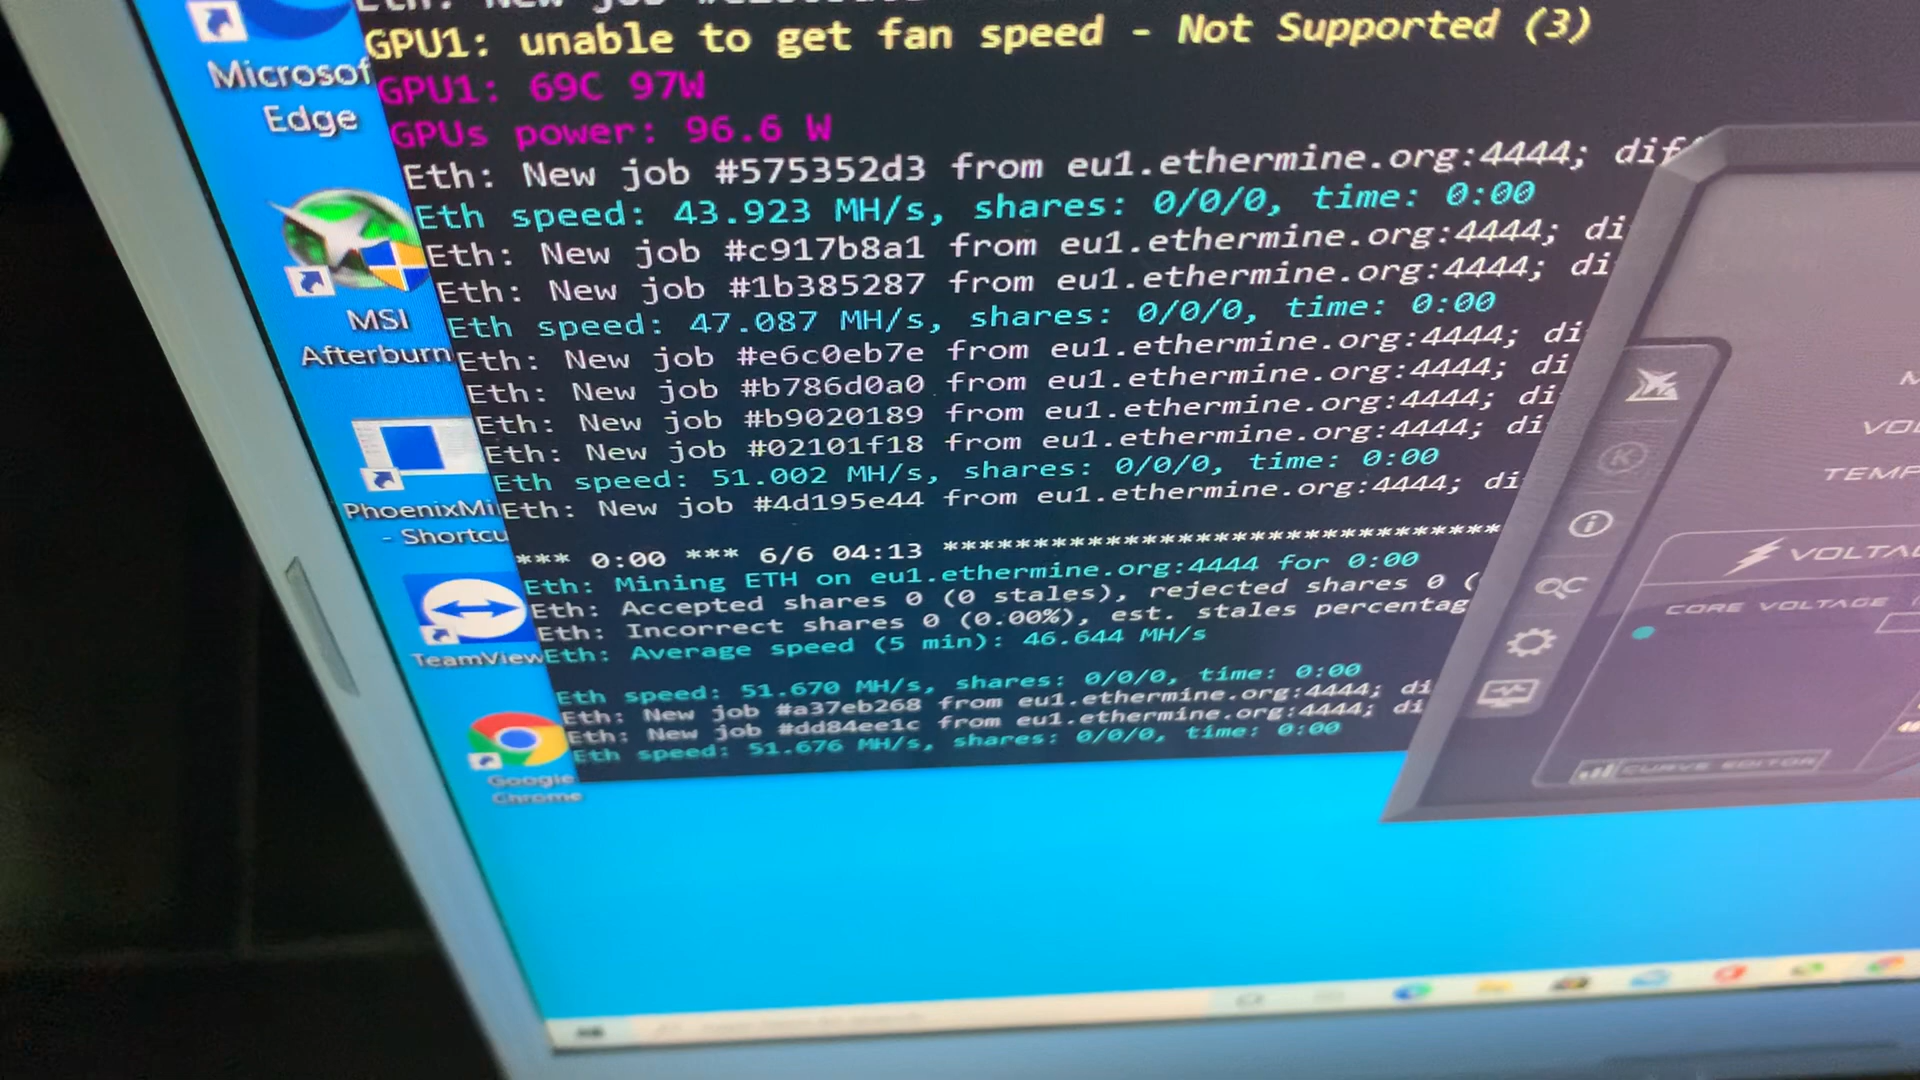 GPU1: unable to get fan speed - Not Supported (3)
GPU1: 69C 97W
GPUs power: 96.6 W
Eth: New job #575352d3 from eu1.ethermine.org:4444; diff
Eth speed: 43.923 MH/s, shares: 0/0/0, time: 0:00
Eth: New job #c917b8a1 from eu1.ethermine.org:4444; di
Eth: New job #1b385287 from eu1.ethermine.org:4444; di
Eth speed: 47.087 MH/s, shares: 0/0/0, time: 0:00
Eth: New job #e6c0eb7e from eu1.ethermine.org:4444; di
Eth: New job #b786d0a0 from eu1.ethermine.org:4444; di
Eth: New job #b9020189 from eu1.ethermine.org:4444; di
Eth: New job #02101f18 from eu1.ethermine.org:4444; di
Eth speed: 51.002 MH/s, shares: 0/0/0, time: 0:00
Eth: New job #4d195e44 from eu1.ethermine.org:4444; di
*** 0:00 *** 6/6 04:13 ***********************************
Eth: Mining ETH on eu1.ethermine.org:4444 for 0:00
Eth: Accepted shares 0 (0 stales), rejected shares 0 (
Eth: Incorrect shares 0 (0.00%), est. stales percentag
Eth: Average speed (5 min): 46.644 MH/s
Eth speed: 51.670 MH/s, shares: 0/0/0, time: 0:00
Eth: New job #a37eb268 from eu1.ethermine.org:4444; di
Eth: New job #dd84ee1c from eu1.ethermine.org:4444; di
Eth speed: 51.676 MH/s, shares: 0/0/0, time: 0:00
Microsof
Edge
MSI
Afterburn
PhoenixMi
- Shortcu
TeamView
Google
Chrome
VOL
TEMP
VOLTA
CORE VOLTAGE
CURVE EDITOR
K
OC